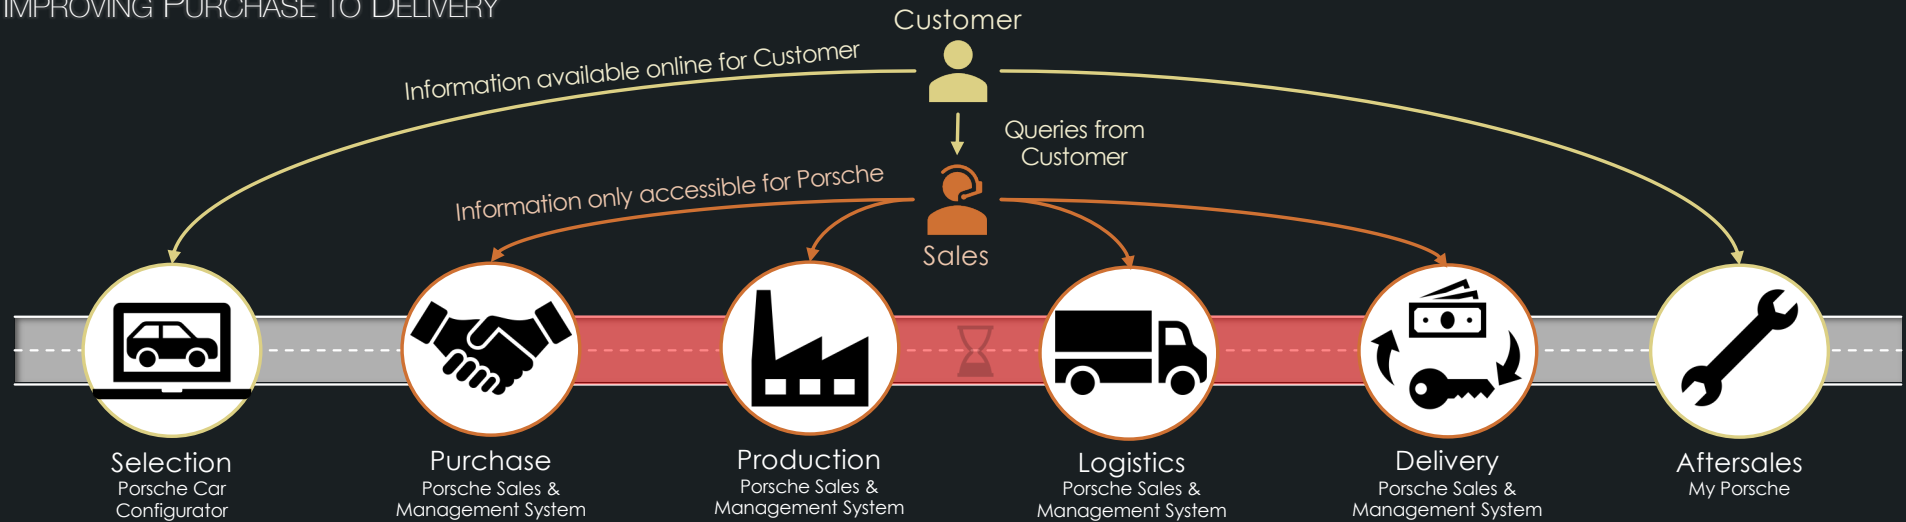 IMPROVING PURCHASE TO DELIVERY
Customer
Information available online for Customer
Queries from
Customer
Information only accessible for Porsche
Sales
Selection
Porsche Car
Configurator
Purchase
Porsche Sales &
Management System
Production
Porsche Sales &
Management System
Logistics
Porsche Sales &
Management System
Delivery
Porsche Sales &
Management System
Aftersales
My Porsche